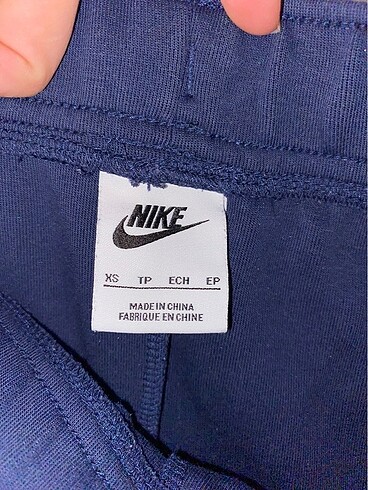 NIKE
XS TP ECH EP
MADE IN CHINA
FABRIQUE EN CHINE